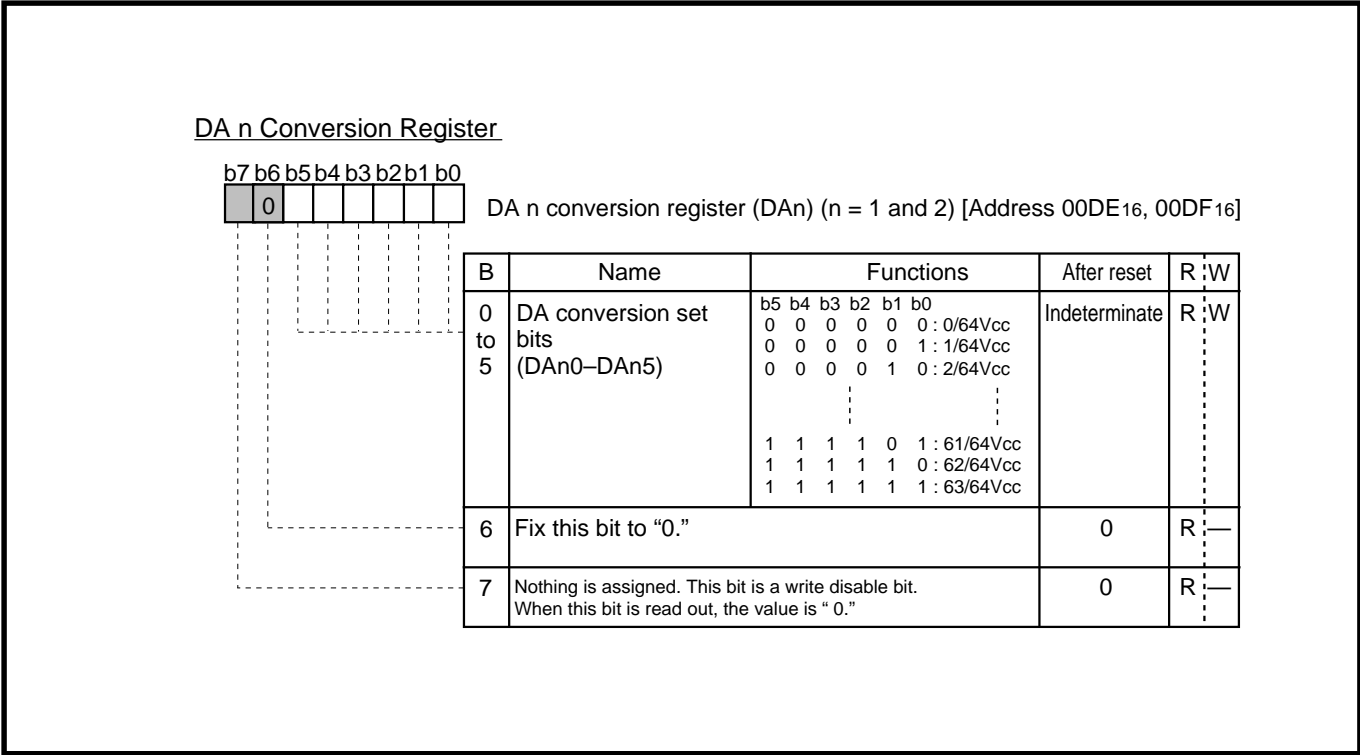 DA n Conversion Register
b7 b6 b5 b4 b3 b2 b1 b0
0
DA n conversion register (DAn) (n = 1 and 2) [Address 00DE16, 00DF16]
B Name Functions After reset R W
0 to 5 DA conversion set bits (DAn0–DAn5) Indeterminate R W
b5 b4 b3 b2 b1 b0
0 0 0 0 0 0 : 0/64Vcc
0 0 0 0 0 1 : 1/64Vcc
0 0 0 0 1 0 : 2/64Vcc
1 1 1 1 0 1 : 61/64Vcc
1 1 1 1 1 0 : 62/64Vcc
1 1 1 1 1 1 : 63/64Vcc
6 Fix this bit to “0.” 0 R —
7 Nothing is assigned. This bit is a write disable bit. 0 R —
When this bit is read out, the value is “ 0.”